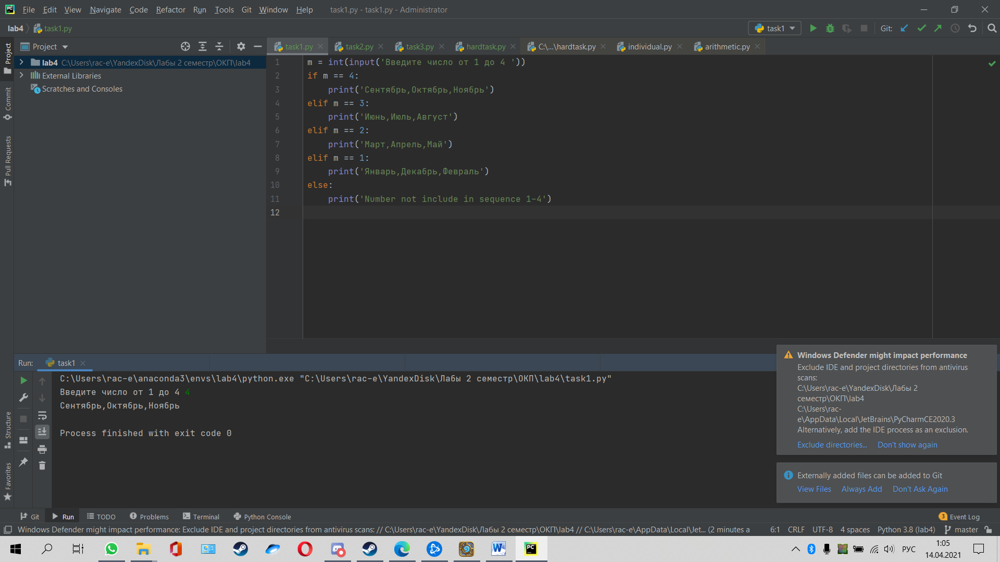 File Edit View Navigate Code Refactor Run Tools Git Window Help task1.py - task1.py - Administrator
lab4 task1.py task1 Git:
Project task1.py task2.py task3.py hardtask.py C:\...\hardtask.py individual.py arithmetic.py
Project
Commit
Pull Requests
Structure
Favorites
lab4 C:\Users\rac-e\YandexDisk\Лабы 2 семестр\ОКП\lab4
External Libraries
Scratches and Consoles
1 m = int(input('Введите число от 1 до 4 '))
2 if m == 4:
3 print('Сентябрь,Октябрь,Ноябрь')
4 elif m == 3:
5 print('Июнь,Июль,Август')
6 elif m == 2:
7 print('Март,Апрель,Май')
8 elif m == 1:
9 print('Январь,Декабрь,Февраль')
10 else:
11 print('Number not include in sequence 1-4')
12
Run: task1
C:\Users\rac-e\anaconda3\envs\lab4\python.exe "C:\Users\rac-e\YandexDisk\Лабы 2 семестр\ОКП\lab4\task1.py"
Введите число от 1 до 4 4
Сентябрь,Октябрь,Ноябрь
Process finished with exit code 0
Windows Defender might impact performance
Exclude IDE and project directories from antivirus
scans:
C:\Users\rac-e\YandexDisk\Лабы 2
семестр\ОКП\lab4
C:\Users\rac-
e\AppData\Local\JetBrains\PyCharmCE2020.3
Alternatively, add the IDE process as an exclusion.
Exclude directories... Don't show again
Externally added files can be added to Git
View Files Always Add Don't Ask Again
Git Run TODO Problems Terminal Python Console 3 Event Log
Windows Defender might impact performance: Exclude IDE and project directories from antivirus scans: // C:\Users\rac-e\YandexDisk\Лабы 2 семестр\ОКП\lab4 // C:\Users\rac-e\AppData\Local\Jet... (2 minutes a 6:1 CRLF UTF-8 4 spaces Python 3.8 (lab4) master
РУС 1:05
14.04.2021